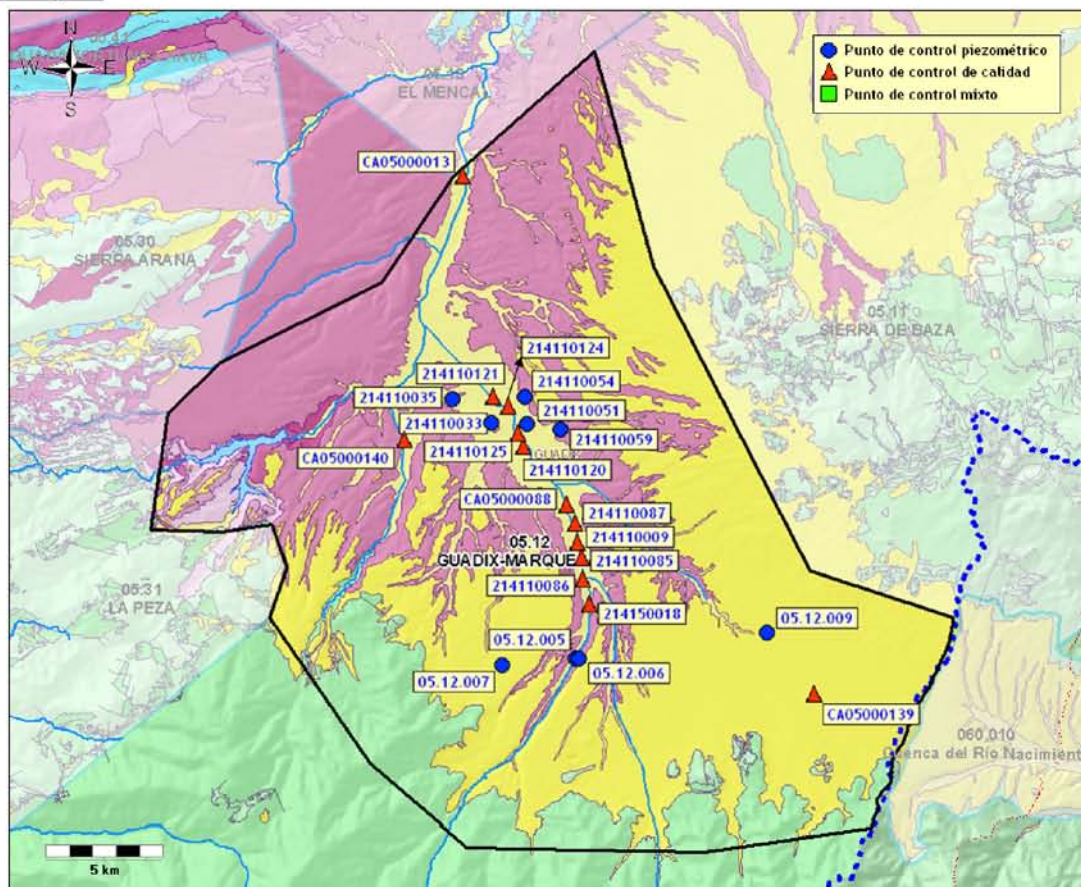 N
W E
S
Punto de control piezométrico
Punto de control de calidad
Punto de control mixto
EL MENCAL
CA05000013
05.30
SIERRA ARANA
05.11
SIERRA DE BAZA
214110124
214110121
214110054
214110035
214110051
214110033
214110059
CA05000140
214110125
GUADIX
214110120
CA05000088
214110087
05.12
GUADIX-MARQUE
214110009
214110085
05.31
LA PEZA
214110086
214150018
05.12.005
05.12.009
05.12.007
05.12.006
CA05000139
060.010
Cuenca del Río Nacimient
5 km